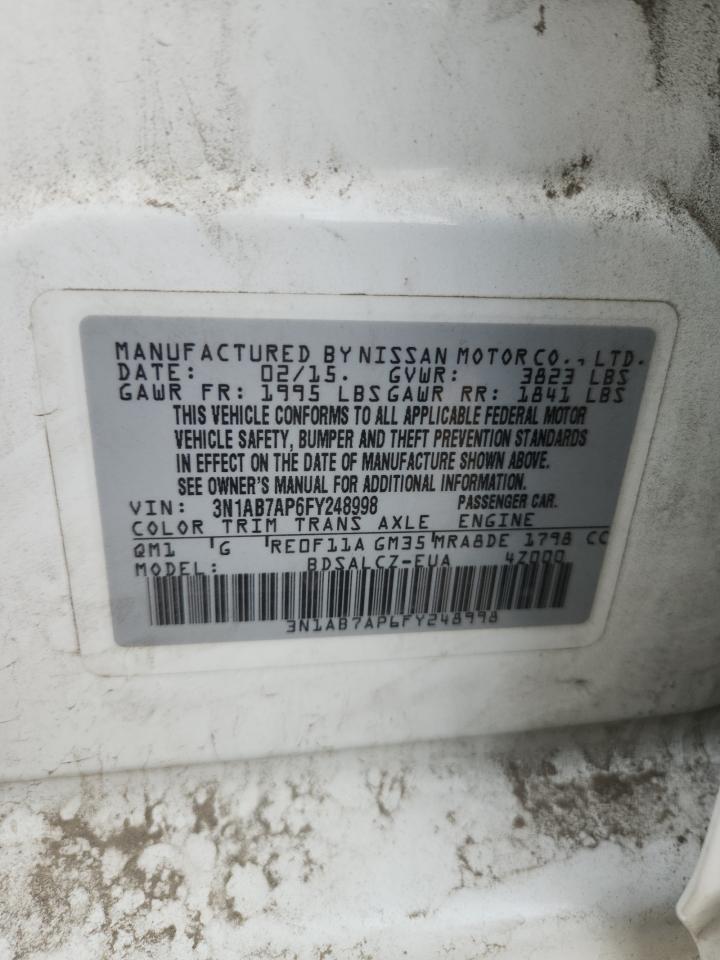 MANUFACTURED BY NISSAN MOTOR CO., LTD.
DATE: 02/15. GVWR: 3823 LBS
GAWR FR: 1995 LBS GAWR RR: 1841 LBS
THIS VEHICLE CONFORMS TO ALL APPLICABLE FEDERAL MOTOR
VEHICLE SAFETY, BUMPER AND THEFT PREVENTION STANDARDS
IN EFFECT ON THE DATE OF MANUFACTURE SHOWN ABOVE.
SEE OWNER'S MANUAL FOR ADDITIONAL INFORMATION.
VIN: 3N1AB7AP6FY248998 PASSENGER CAR.
COLOR TRIM TRANS AXLE ENGINE
QM1 'G 'RE0F11A GM35 'MRA8DE 1798 CC
MODEL: BDSALCZ-EUA 4Z000
3N1AB7AP6FY248998